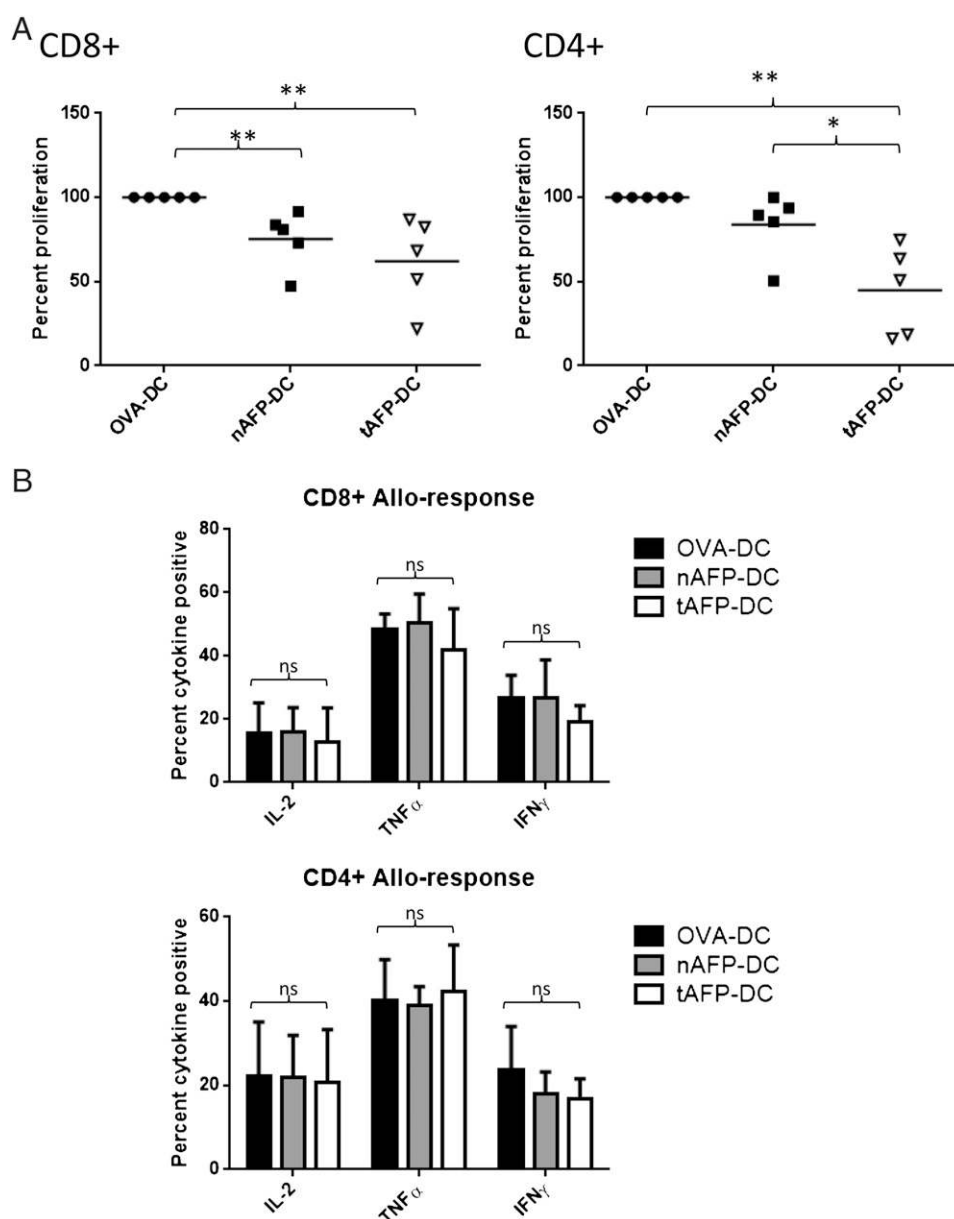 A
CD8+
CD4+
**
**
**
*
150
100
50
0
Percent proliferation
OVA-DC
nAFP-DC
tAFP-DC
150
100
50
0
Percent proliferation
OVA-DC
nAFP-DC
tAFP-DC
B
CD8+ Allo-response
80
60
40
20
0
Percent cytokine positive
ns
ns
ns
IL-2
TNFα
IFNγ
OVA-DC
nAFP-DC
tAFP-DC
CD4+ Allo-response
60
40
20
0
Percent cytokine positive
ns
ns
ns
IL-2
TNFα
IFNγ
OVA-DC
nAFP-DC
tAFP-DC